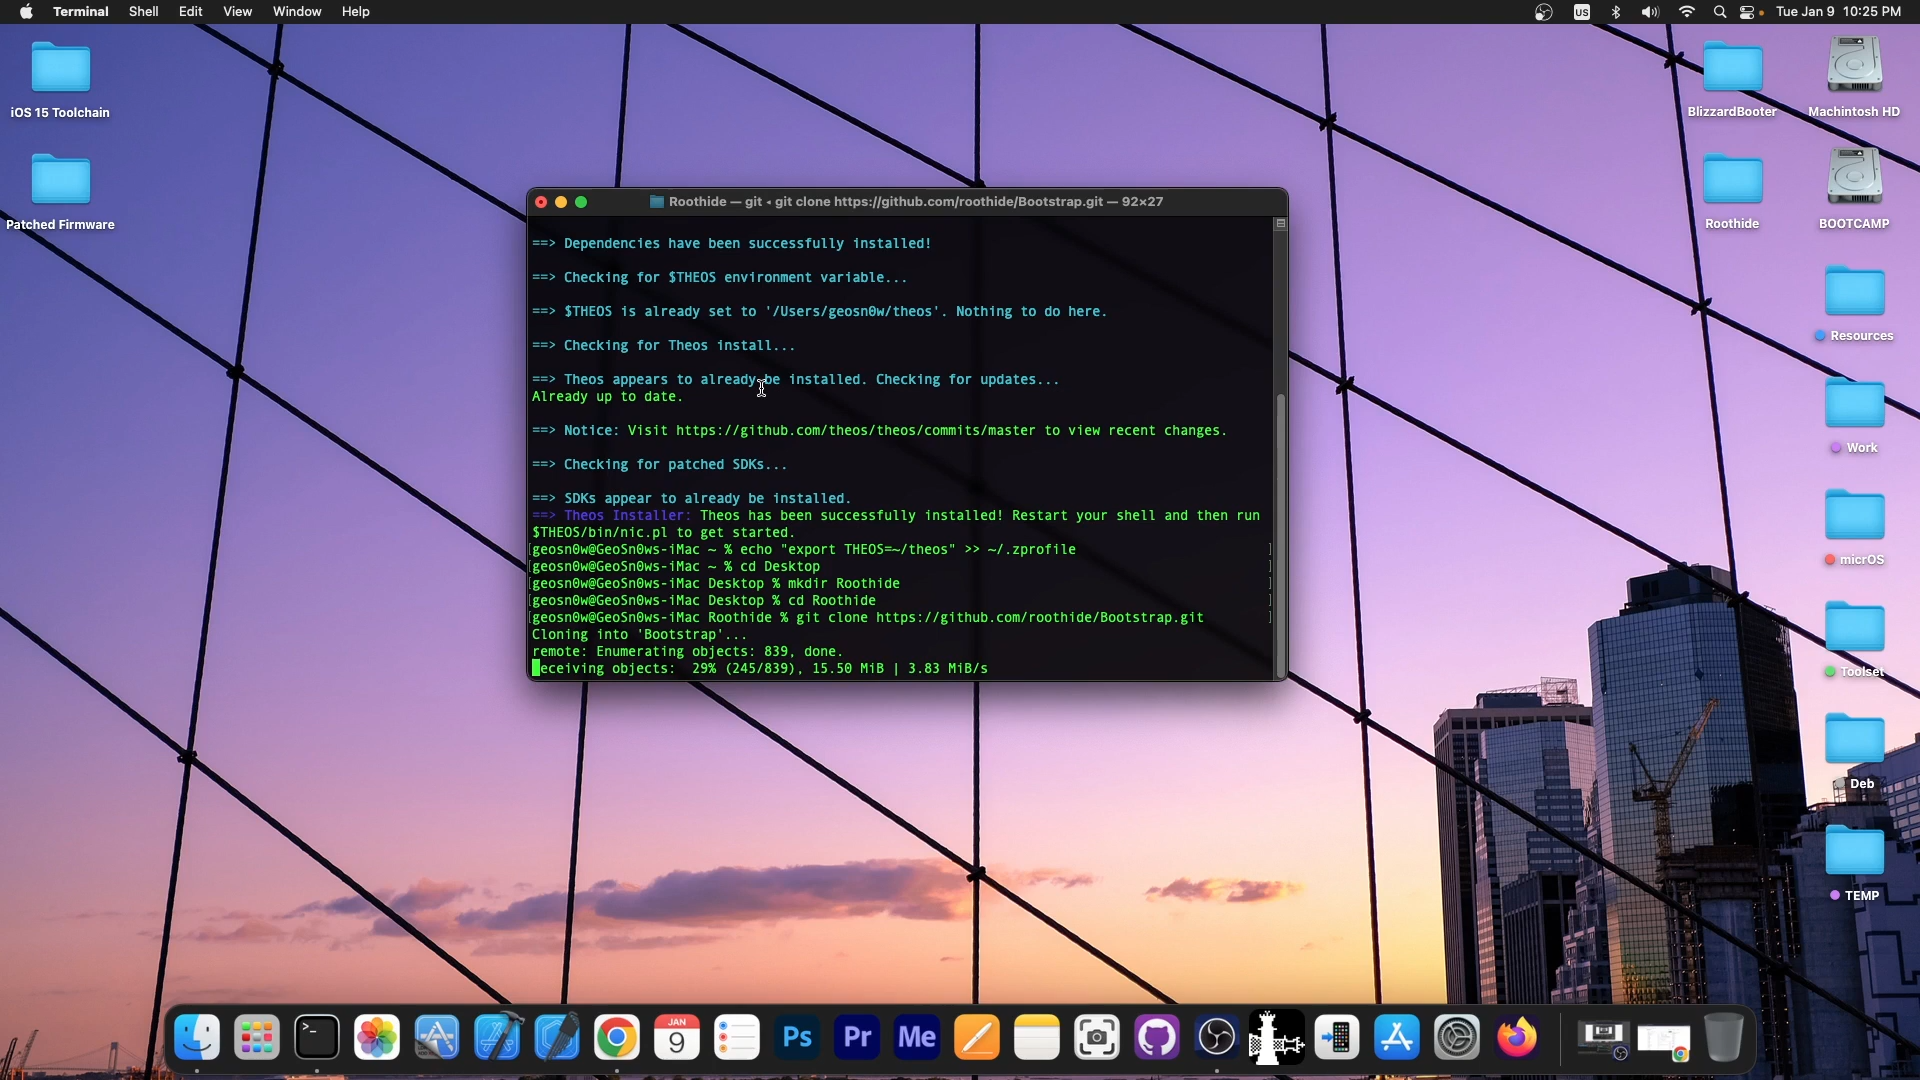 Terminal Shell Edit View Window Help
US
Tue Jan 9 10:25 PM
iOS 15 Toolchain
Patched Firmware
BlizzardBooter
Machintosh HD
Roothide
BOOTCAMP
Resources
Work
micrOS
Toolset
Deb
TEMP
Roothide — git ◂ git clone https://github.com/roothide/Bootstrap.git — 92×27
==> Dependencies have been successfully installed!
==> Checking for $THEOS environment variable...
==> $THEOS is already set to '/Users/geosn0w/theos'. Nothing to do here.
==> Checking for Theos install...
==> Theos appears to already be installed. Checking for updates...
Already up to date.
==> Notice: Visit https://github.com/theos/theos/commits/master to view recent changes.
==> Checking for patched SDKs...
==> SDKs appear to already be installed.
==> Theos Installer: Theos has been successfully installed! Restart your shell and then run
$THEOS/bin/nic.pl to get started.
[geosn0w@GeoSn0ws-iMac ~ % echo "export THEOS=~/theos" >> ~/.zprofile ]
[geosn0w@GeoSn0ws-iMac ~ % cd Desktop ]
[geosn0w@GeoSn0ws-iMac Desktop % mkdir Roothide ]
[geosn0w@GeoSn0ws-iMac Desktop % cd Roothide ]
[geosn0w@GeoSn0ws-iMac Roothide % git clone https://github.com/roothide/Bootstrap.git ]
Cloning into 'Bootstrap'...
remote: Enumerating objects: 839, done.
eceiving objects: 29% (245/839), 15.50 MiB | 3.83 MiB/s
>_
JAN
9
Ps
Pr
Me